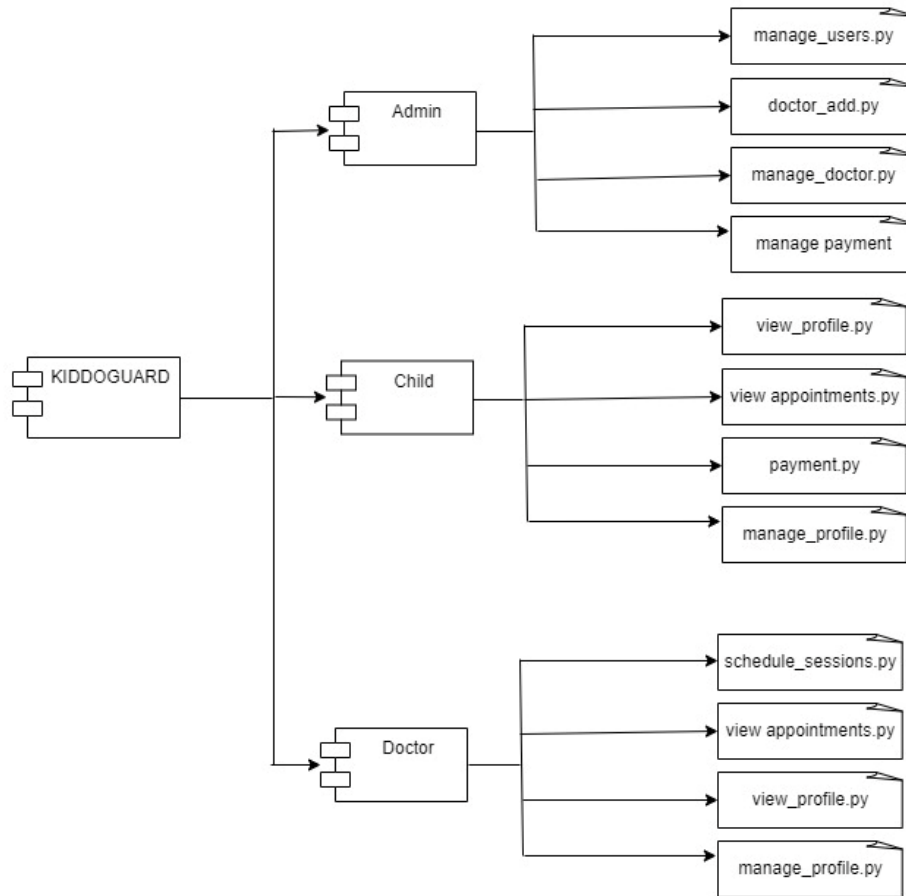 manage_users.py
Admin
doctor_add.py
manage_doctor.py
manage payment
view_profile.py
KIDDOGUARD
Child
view appointments.py
payment.py
manage_profile.py
schedule_sessions.py
Doctor
view appointments.py
view_profile.py
manage_profile.py